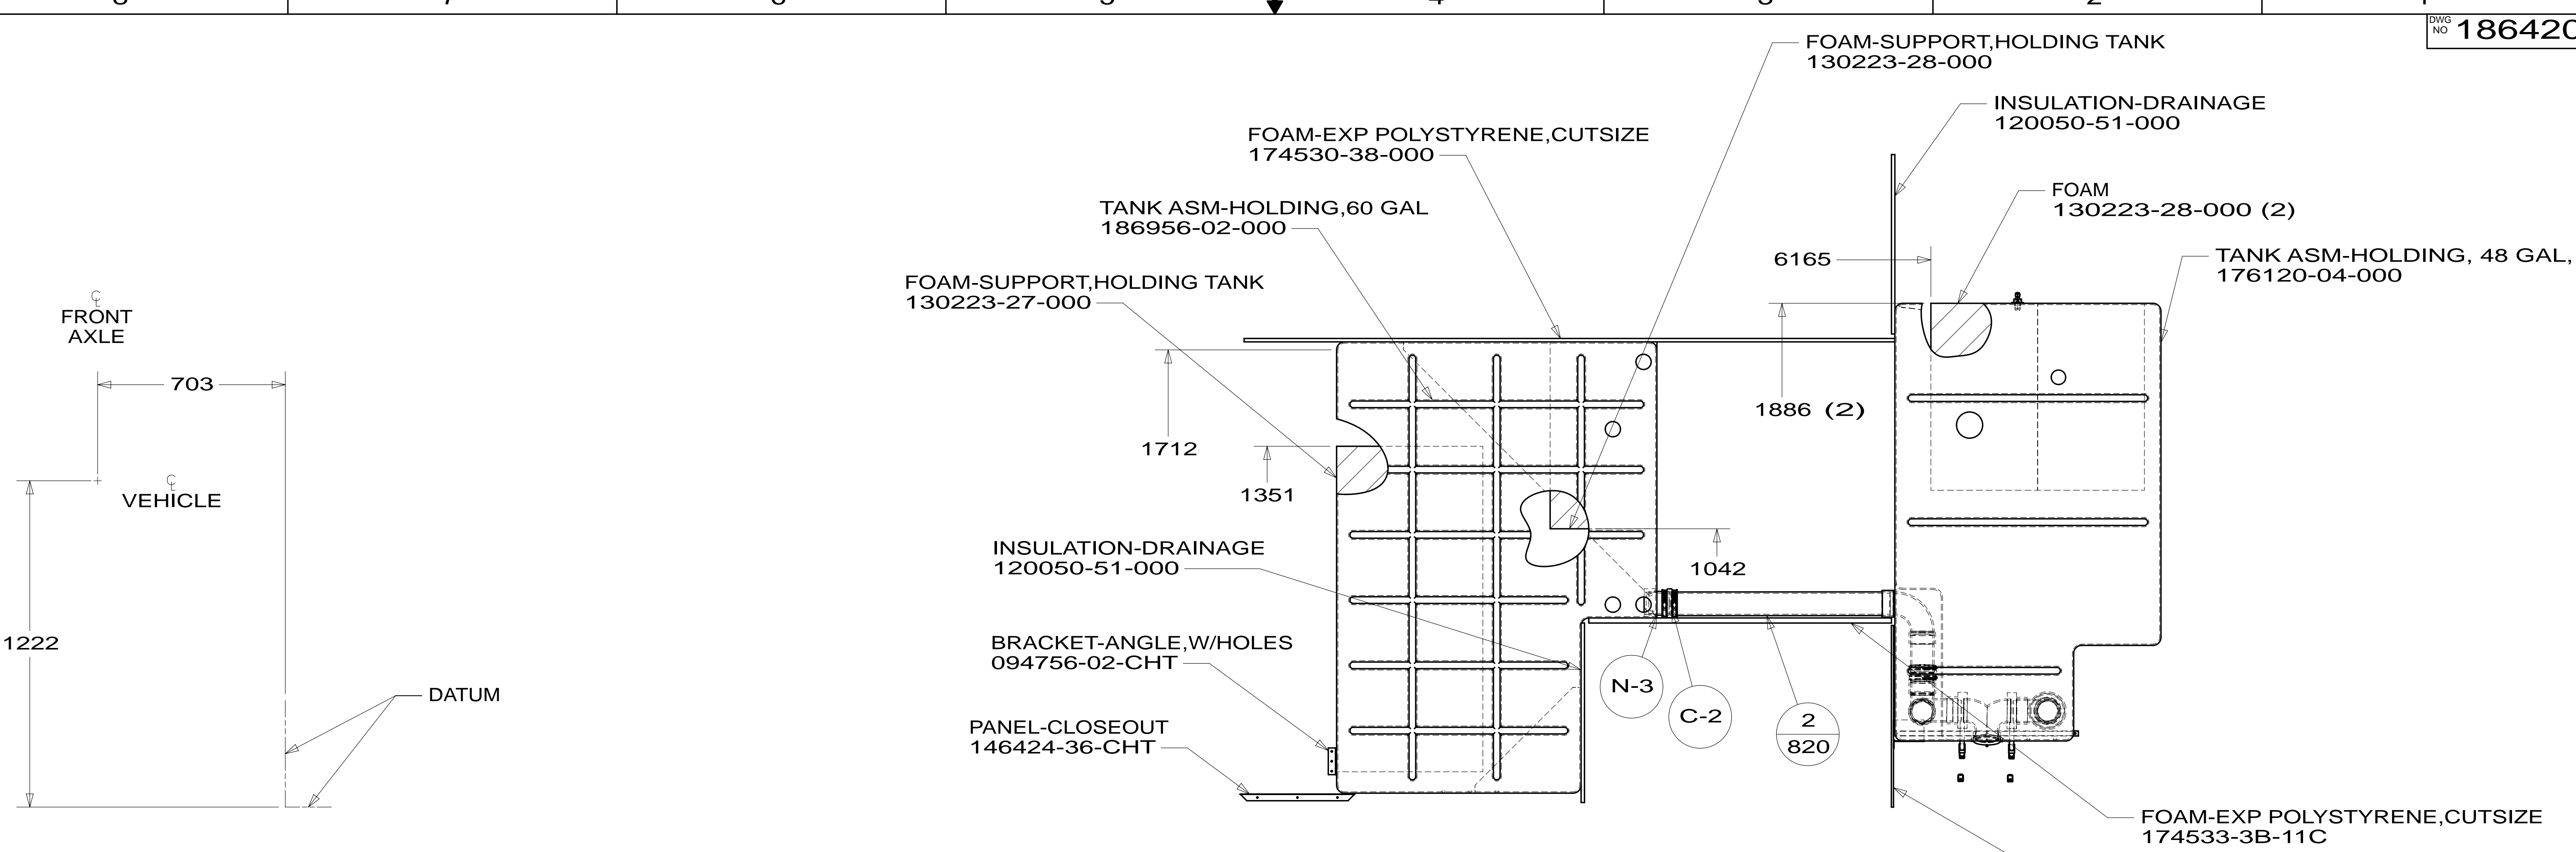 DWG
NO 186420
FOAM-SUPPORT,HOLDING TANK
130223-28-000
INSULATION-DRAINAGE
120050-51-000
FOAM-EXP POLYSTYRENE,CUTSIZE
174530-38-000
FOAM
130223-28-000 (2)
TANK ASM-HOLDING,60 GAL
186956-02-000
6165
TANK ASM-HOLDING, 48 GAL,
176120-04-000
FOAM-SUPPORT,HOLDING TANK
130223-27-000
FRONT
AXLE
703
1886 (2)
1712
1351
VEHICLE
INSULATION-DRAINAGE
120050-51-000
1042
1222
BRACKET-ANGLE,W/HOLES
094756-02-CHT
N-3
C-2
DATUM
PANEL-CLOSEOUT
146424-36-CHT
2
820
FOAM-EXP POLYSTYRENE,CUTSIZE
174533-3B-11C